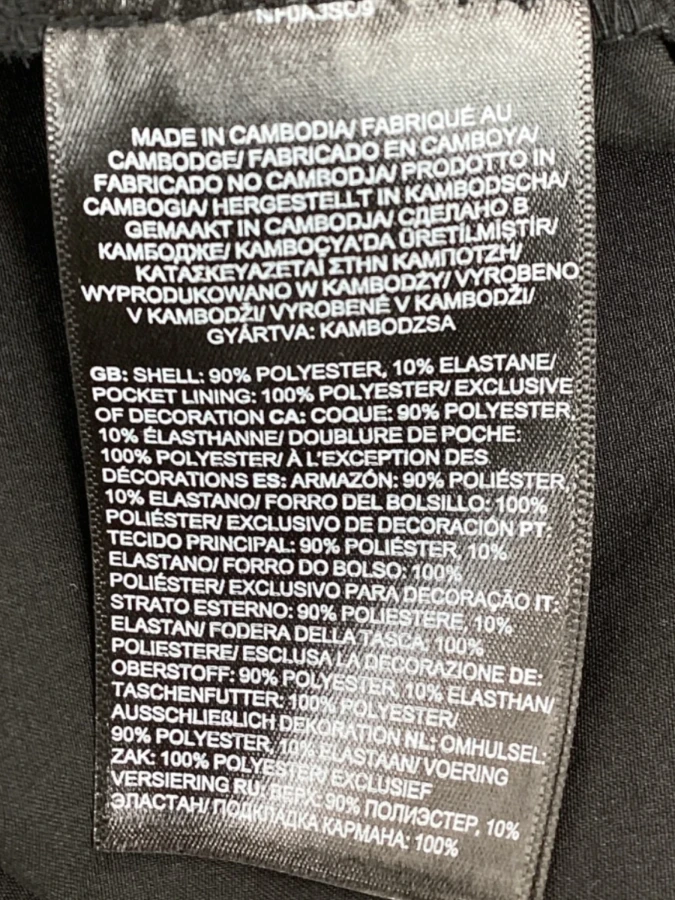 NF0A3SO9
MADE IN CAMBODIA/ FABRIQUÉ AU
CAMBODGE/ FABRICADO EN CAMBOYA/
FABRICADO NO CAMBODJA/ PRODOTTO IN
CAMBOGIA/ HERGESTELLT IN KAMBODSCHA/
GEMAAKT IN CAMBODJA/ СДЕЛАНО В
КАМБОДЖЕ/ KAMBOÇYA'DA ÜRETİLMİŞTİR/
ΚΑΤΑΣΚΕΥΑΖΕΤΑΙ ΣΤΗΝ ΚΑΜΠΟΤΖΗ/
WYPRODUKOWANO W KAMBODŻY/ VYROBENO
V KAMBODŽI/ VYROBENÉ V KAMBODŽI/
GYÁRTVA: KAMBODZSA
GB: SHELL: 90% POLYESTER, 10% ELASTANE/
POCKET LINING: 100% POLYESTER/ EXCLUSIVE
OF DECORATION CA: COQUE: 90% POLYESTER,
10% ÉLASTHANNE/ DOUBLURE DE POCHE:
100% POLYESTER/ À L'EXCEPTION DES
DÉCORATIONS ES: ARMAZÓN: 90% POLIÉSTER,
10% ELASTANO/ FORRO DEL BOLSILLO: 100%
POLIÉSTER/ EXCLUSIVO DE DECORACIÓN PT:
TECIDO PRINCIPAL: 90% POLIÉSTER, 10%
ELASTANO/ FORRO DO BOLSO: 100%
POLIÉSTER/ EXCLUSIVO PARA DECORAÇÃO IT:
STRATO ESTERNO: 90% POLIESTERE, 10%
ELASTAN/ FODERA DELLA TASCA: 100%
POLIESTERE/ ESCLUSA LA DECORAZIONE DE:
OBERSTOFF: 90% POLYESTER, 10% ELASTHAN/
TASCHENFUTTER: 100% POLYESTER/
AUSSCHLIEßLICH DEKORATION NL: OMHULSEL:
90% POLYESTER, 10% ELASTAAN/ VOERING
ZAK: 100% POLYESTER/ EXCLUSIEF
VERSIERING RU: ВЕРХ: 90% ПОЛИЭСТЕР, 10%
ЭЛАСТАН/ ПОДКЛАДКА КАРМАНА: 100%